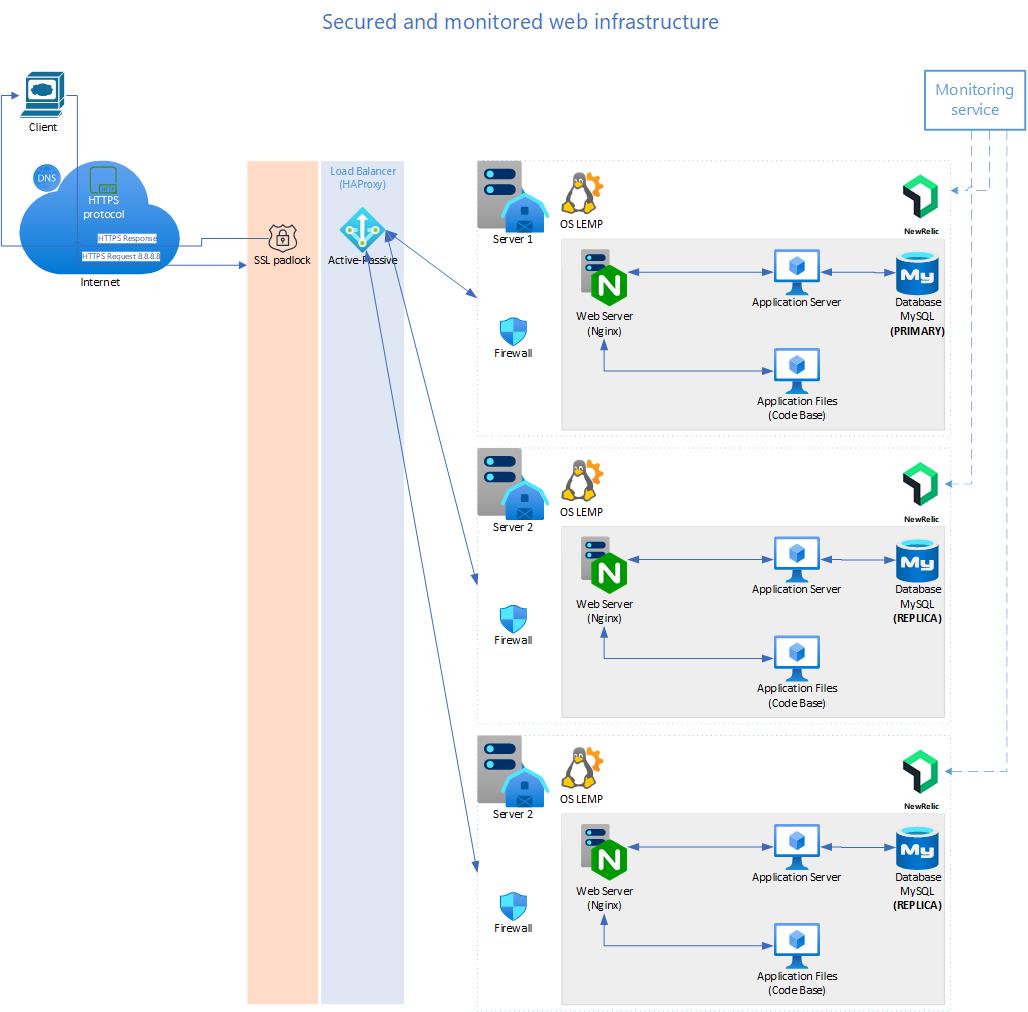 Secured and monitored web infrastructure
Monitoring
service
Client
DNS
HTTPS
protocol
HTTPS Response
HTTPS Request 8.8.8.8
Internet
SSL padlock
Load Balancer
(HAProxy)
Active-Passive
Server 1
OS LEMP
NewRelic
Firewall
N
Web Server
(Nginx)
Application Server
My
Database
MySQL
(PRIMARY)
Application Files
(Code Base)
Server 2
OS LEMP
NewRelic
Firewall
N
Web Server
(Nginx)
Application Server
My
Database
MySQL
(REPLICA)
Application Files
(Code Base)
Server 2
OS LEMP
NewRelic
Firewall
N
Web Server
(Nginx)
Application Server
My
Database
MySQL
(REPLICA)
Application Files
(Code Base)